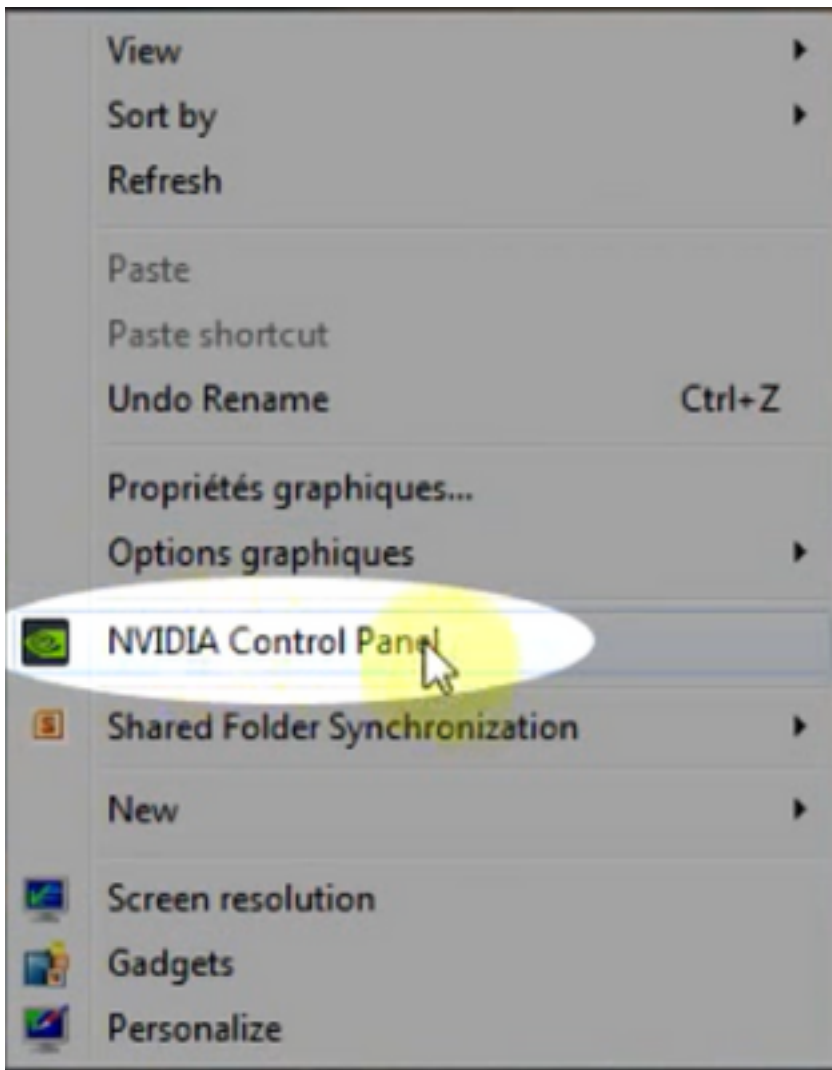 View
Sort by
Refresh
Paste
Paste shortcut
Undo Rename Ctrl+Z
Propriétés graphiques...
Options graphiques
NVIDIA Control Panel
Shared Folder Synchronization
New
Screen resolution
Gadgets
Personalize